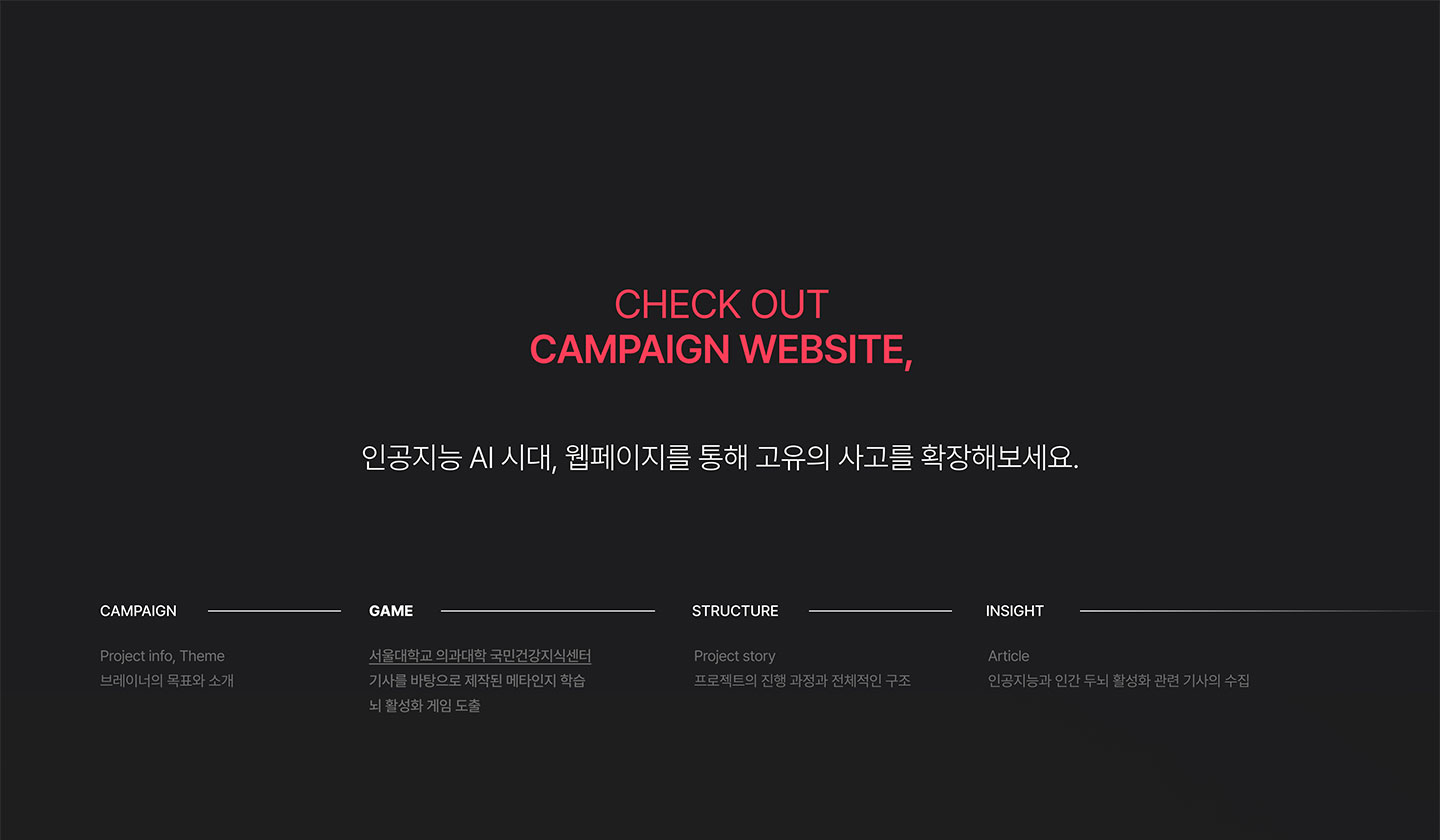 CHECK OUT
CAMPAIGN WEBSITE,
인공지능 AI 시대, 웹페이지를 통해 고유의 사고를 확장해보세요.
CAMPAIGN
Project info, Theme
브레이너의 목표와 소개
GAME
서울대학교 의과대학 국민건강지식센터
기사를 바탕으로 제작된 메타인지 학습
뇌 활성화 게임 도출
STRUCTURE
Project story
프로젝트의 진행 과정과 전체적인 구조
INSIGHT
Article
인공지능과 인간 두뇌 활성화 관련 기사의 수집